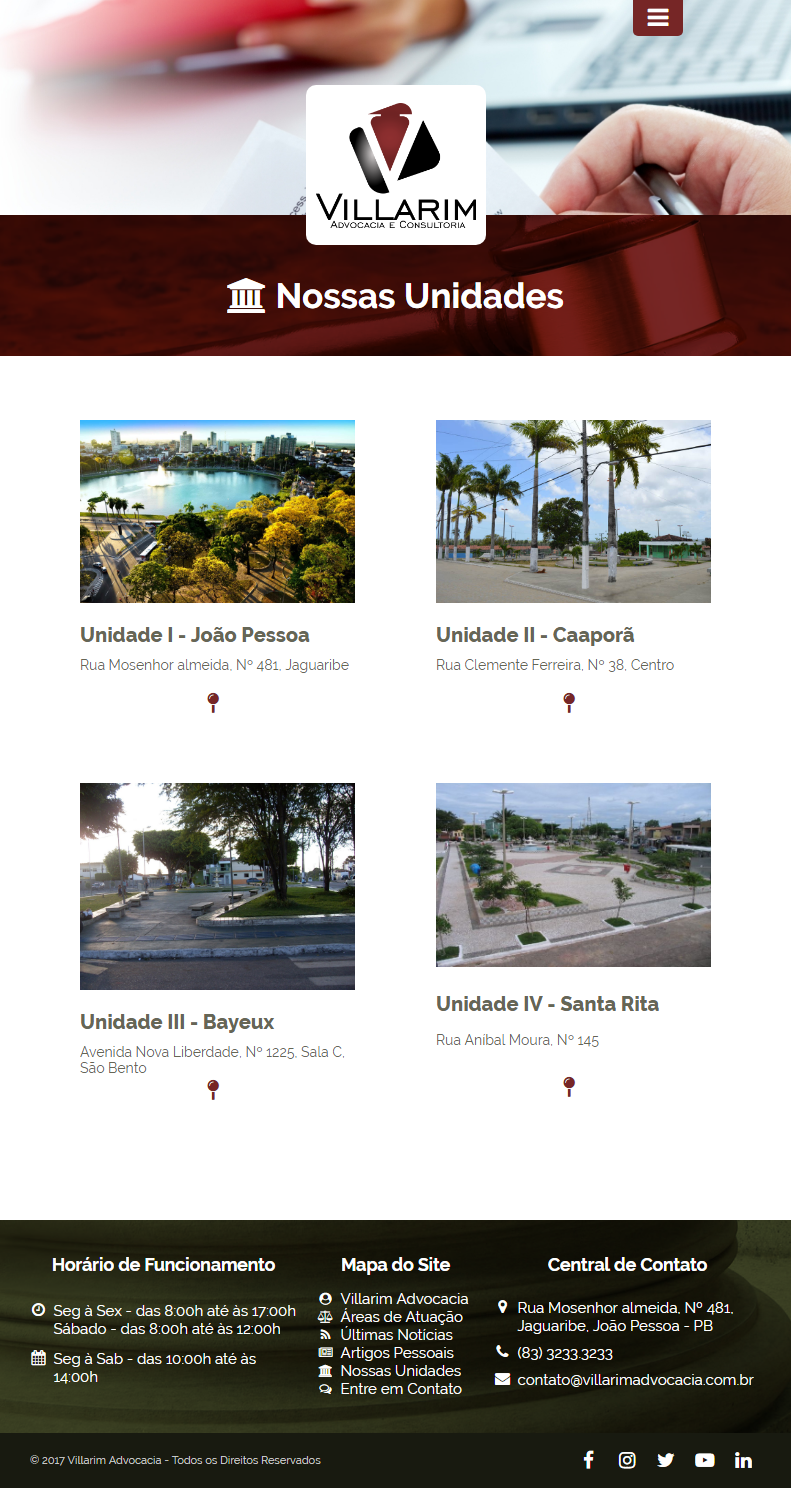 VILLARIM
ADVOCACIA E CONSULTORIA
Nossas Unidades
Unidade I - João Pessoa
Rua Mosenhor almeida, Nº 481, Jaguaribe
Unidade II - Caaporã
Rua Clemente Ferreira, Nº 38, Centro
Unidade III - Bayeux
Avenida Nova Liberdade, Nº 1225, Sala C,
São Bento
Unidade IV - Santa Rita
Rua Aníbal Moura, Nº 145
Horário de Funcionamento
Seg à Sex - das 8:00h até às 17:00h
Sábado - das 8:00h até às 12:00h
Seg à Sab - das 10:00h até às
14:00h
Mapa do Site
Villarim Advocacia
Áreas de Atuação
Últimas Notícias
Artigos Pessoais
Nossas Unidades
Entre em Contato
Central de Contato
Rua Mosenhor almeida, Nº 481,
Jaguaribe, João Pessoa - PB
(83) 3233.3233
contato@villarimadvocacia.com.br
© 2017 Villarim Advocacia - Todos os Direitos Reservados